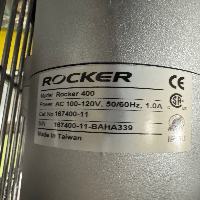 ROCKER
Model Rocker 400
Power AC 100-120V, 50/60Hz, 1.0A
Cat No 167400-11
S/N 167400-11-BAHA339
Made In Taiwan
CE